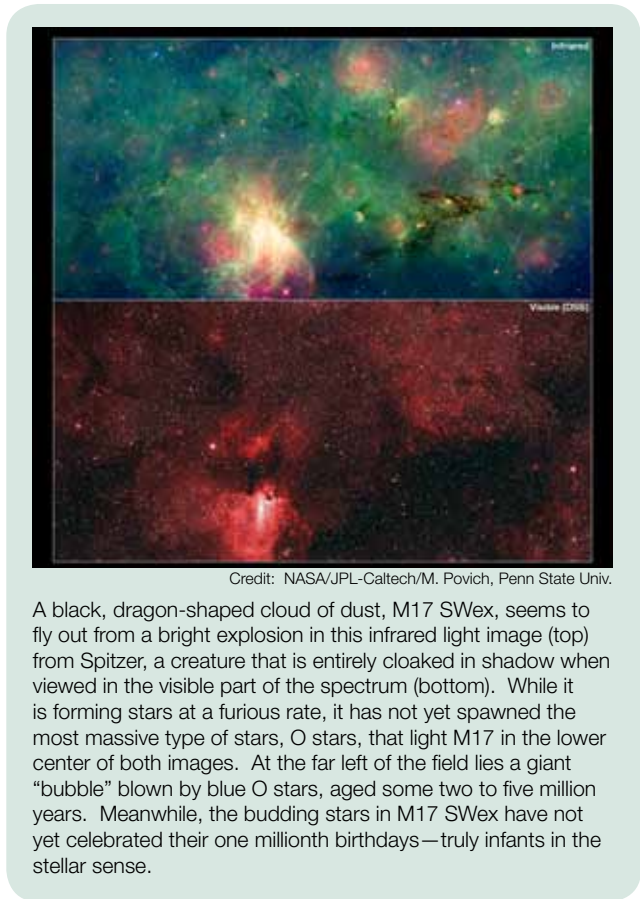 Infrared
Visible (DSS)
Credit:  NASA/JPL-Caltech/M. Povich, Penn State Univ.
A black, dragon-shaped cloud of dust, M17 SWex, seems to
fly out from a bright explosion in this infrared light image (top)
from Spitzer, a creature that is entirely cloaked in shadow when
viewed in the visible part of the spectrum (bottom).  While it
is forming stars at a furious rate, it has not yet spawned the
most massive type of stars, O stars, that light M17 in the lower
center of both images.  At the far left of the field lies a giant
“bubble” blown by blue O stars, aged some two to five million
years.  Meanwhile, the budding stars in M17 SWex have not
yet celebrated their one millionth birthdays—truly infants in the
stellar sense.